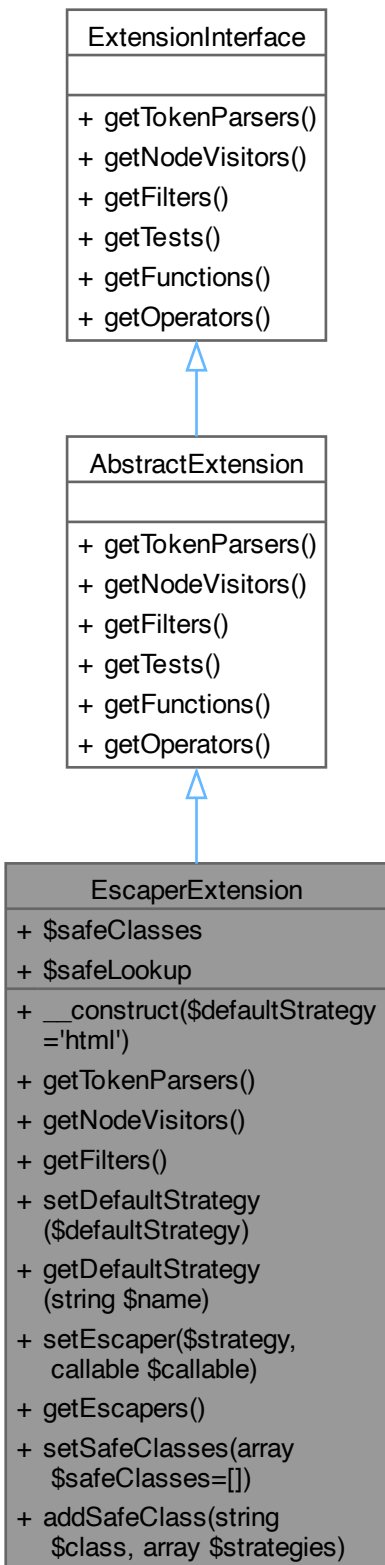 ExtensionInterface
+ getTokenParsers()
+ getNodeVisitors()
+ getFilters()
+ getTests()
+ getFunctions()
+ getOperators()
AbstractExtension
+ getTokenParsers()
+ getNodeVisitors()
+ getFilters()
+ getTests()
+ getFunctions()
+ getOperators()
EscaperExtension
+ $safeClasses
+ $safeLookup
+ __construct($defaultStrategy
='html')
+ getTokenParsers()
+ getNodeVisitors()
+ getFilters()
+ setDefaultStrategy
($defaultStrategy)
+ getDefaultStrategy
(string $name)
+ setEscaper($strategy,
callable $callable)
+ getEscapers()
+ setSafeClasses(array
$safeClasses=[])
+ addSafeClass(string
$class, array $strategies)